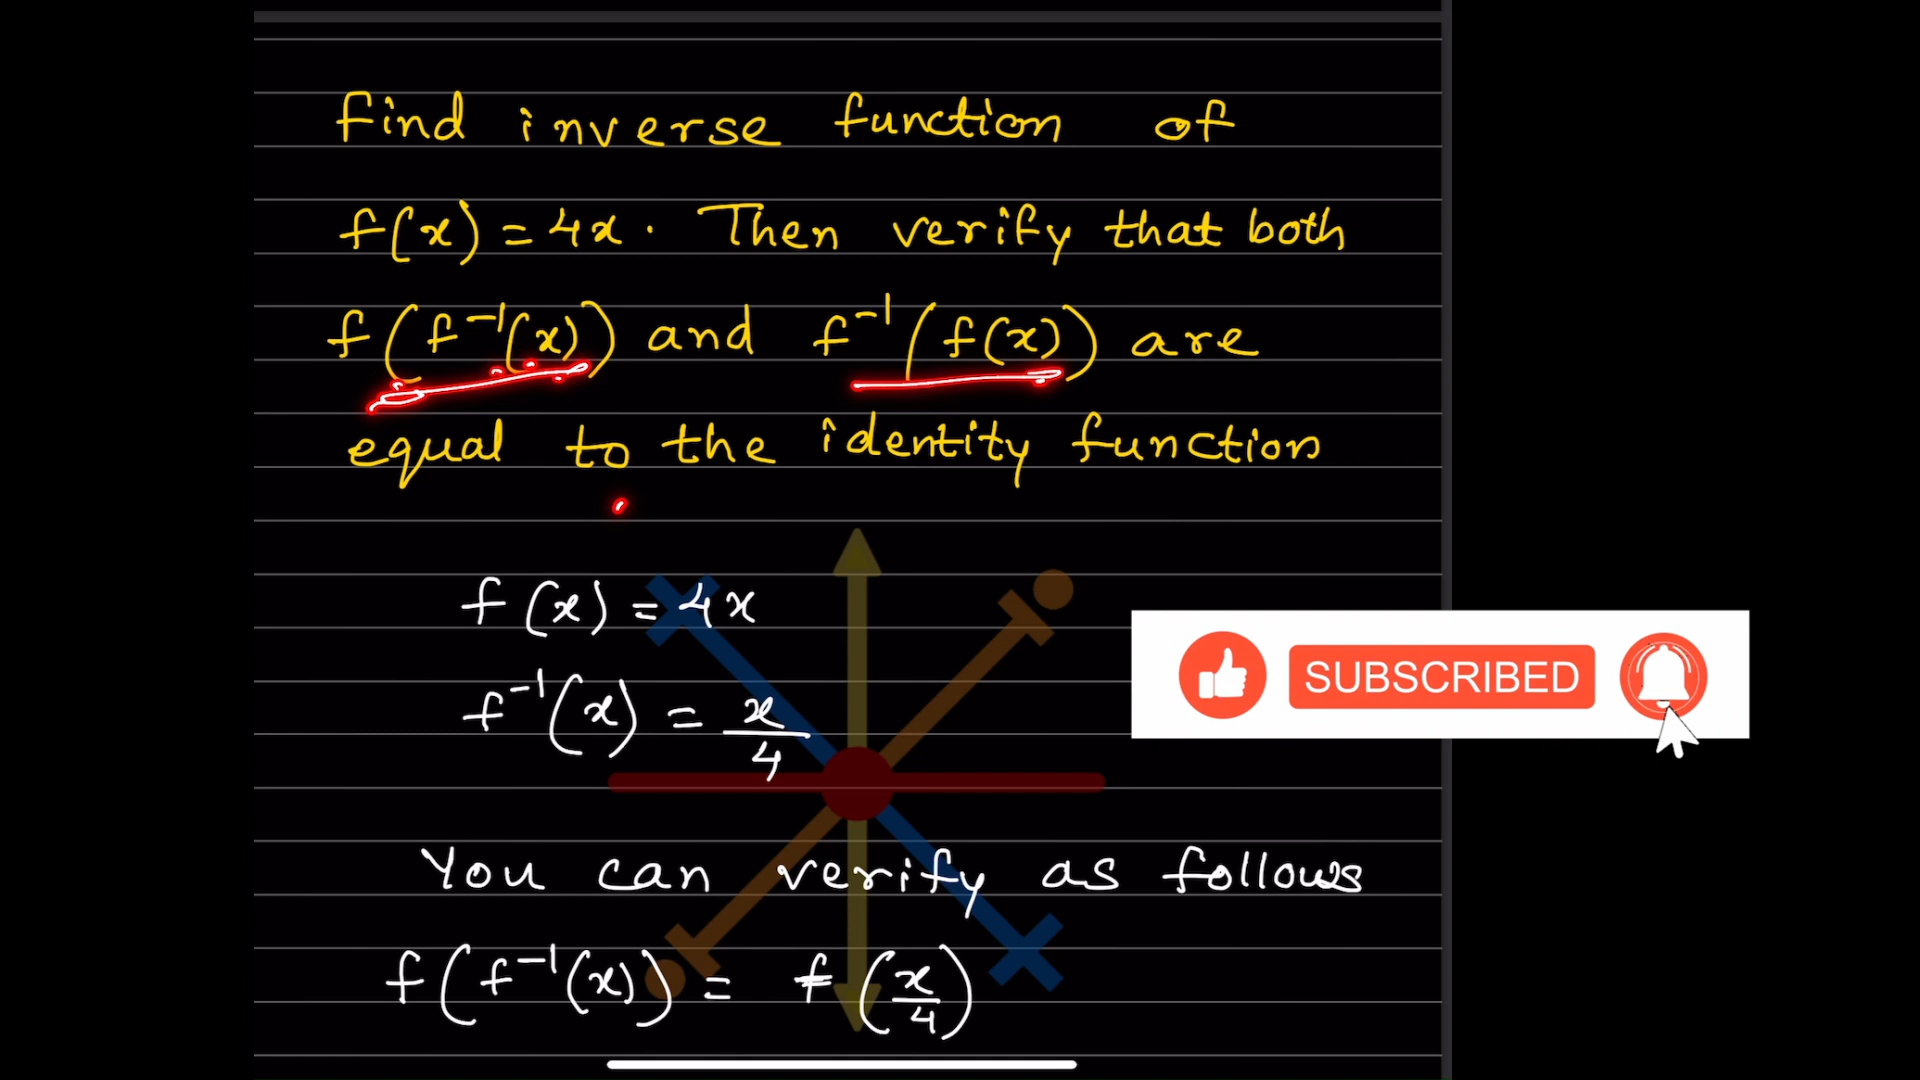 find inverse function of
f(x) = 4x. Then verify that both
f(f⁻¹(x)) and f⁻¹(f(x)) are
equal to the identity function
f(x) = 4x
SUBSCRIBED
f⁻¹(x) = x/4
You can verify as follows
f(f⁻¹(x)) = f(x/4)